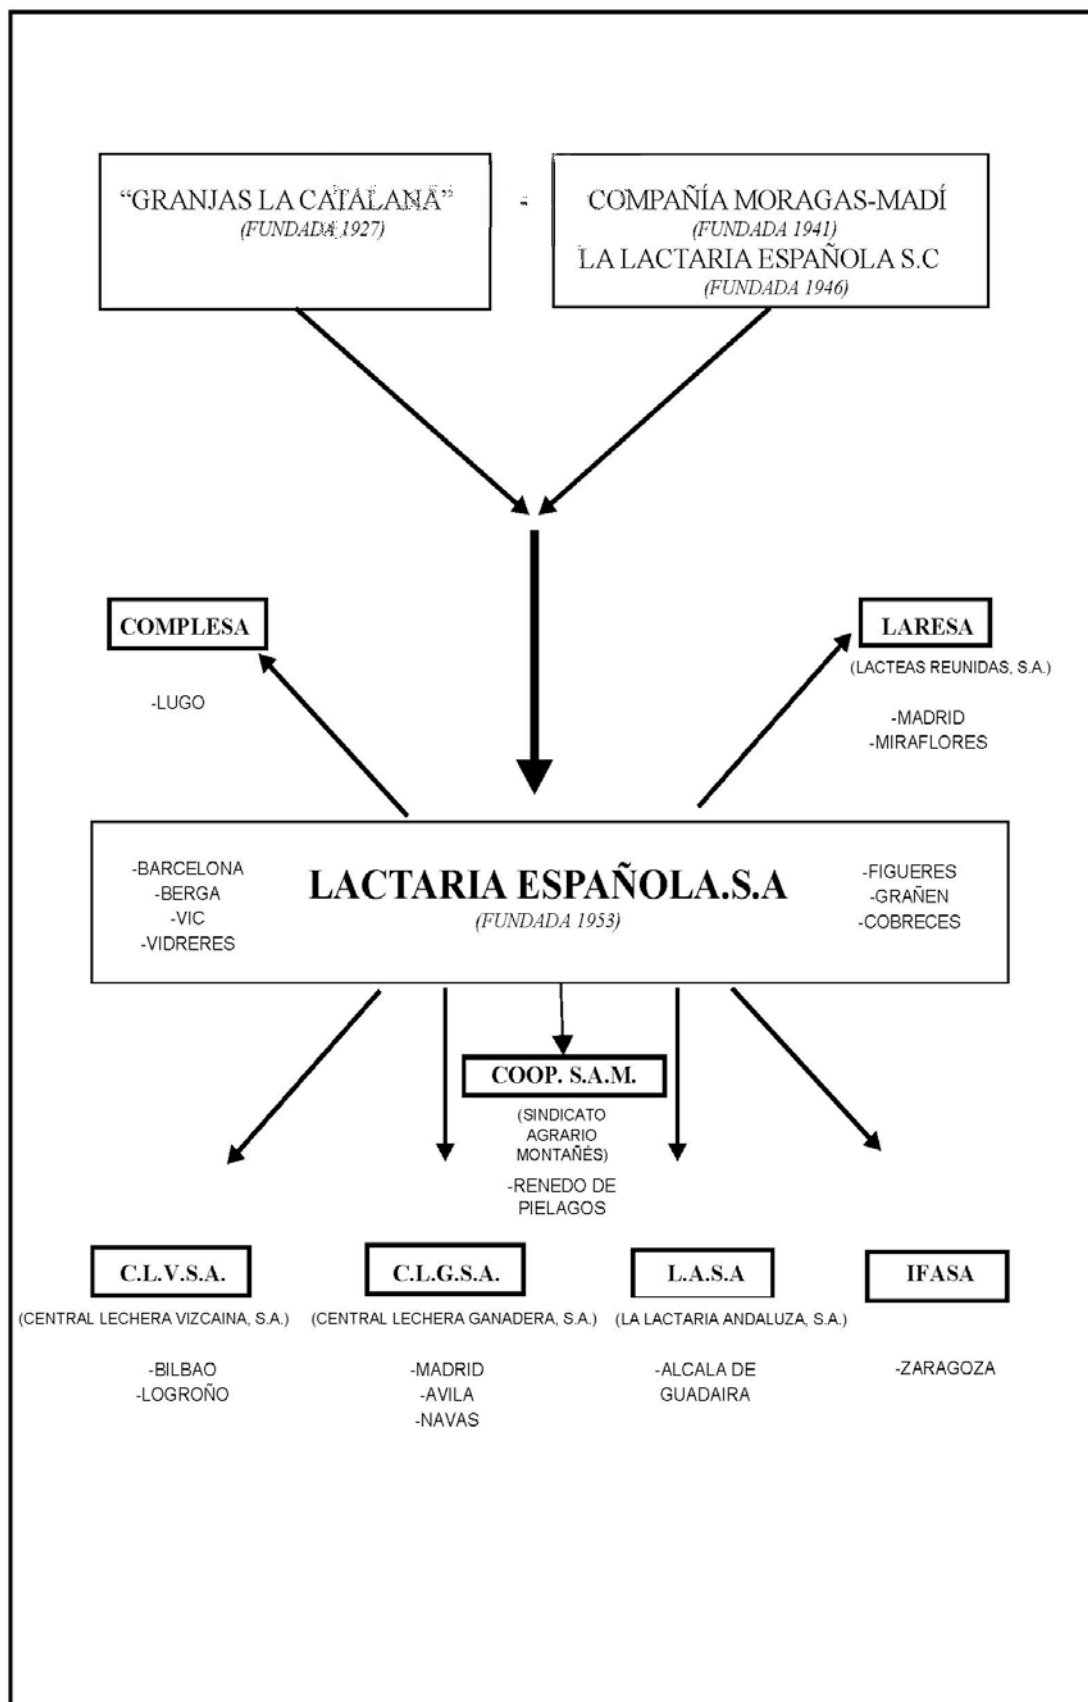 “GRANJAS LA CATALANA”
(FUNDADA 1927)
-
COMPAÑÍA MORAGAS-MADÍ
(FUNDADA 1941)
LA LACTARIA ESPAÑOLA S.C
(FUNDADA 1946)
COMPLESA
-LUGO
LARESA
(LACTEAS REUNIDAS, S.A.)
-MADRID
-MIRAFLORES
-BARCELONA
-BERGA
-VIC
-VIDRERES
LACTARIA ESPAÑOLA.S.A
(FUNDADA 1953)
-FIGUERES
-GRAÑEN
-COBRECES
COOP. S.A.M.
(SINDICATO
AGRARIO
MONTAÑÉS)
-RENEDO DE
PIELAGOS
C.L.V.S.A.
(CENTRAL LECHERA VIZCAINA, S.A.)
-BILBAO
-LOGROÑO
C.L.G.S.A.
(CENTRAL LECHERA GANADERA, S.A.)
-MADRID
-AVILA
-NAVAS
L.A.S.A
(LA LACTARIA ANDALUZA, S.A.)
-ALCALA DE
GUADAIRA
IFASA
-ZARAGOZA